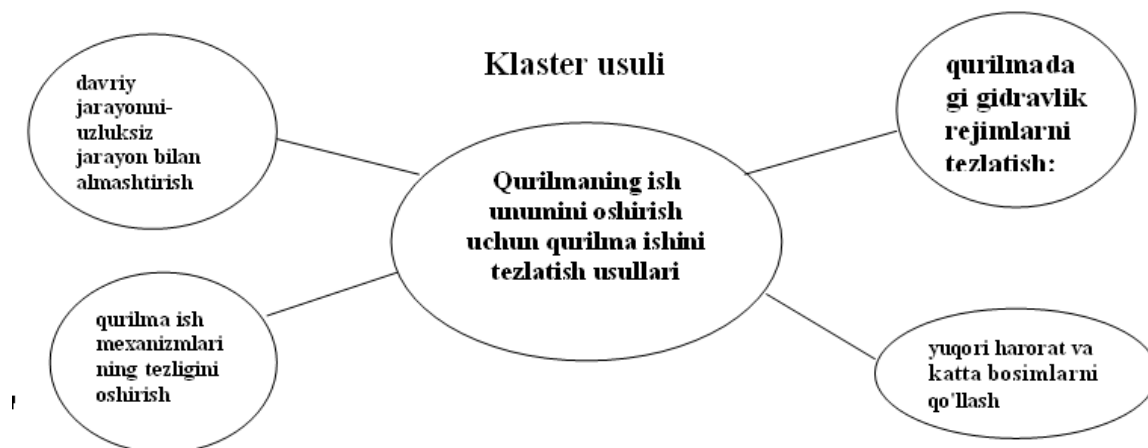 Klaster usuli
davriy
jarayonni-
uzluksiz
jarayon bilan
almashtirish
qurilmada
gi gidravlik
rejimlarni
tezlatish:
Qurilmaning ish
unumini oshirish
uchun qurilma ishini
tezlatish usullari
qurilma ish
mexanizmlari
ning tezligini
oshirish
yuqori harorat va
katta bosimlarni
qo'llash